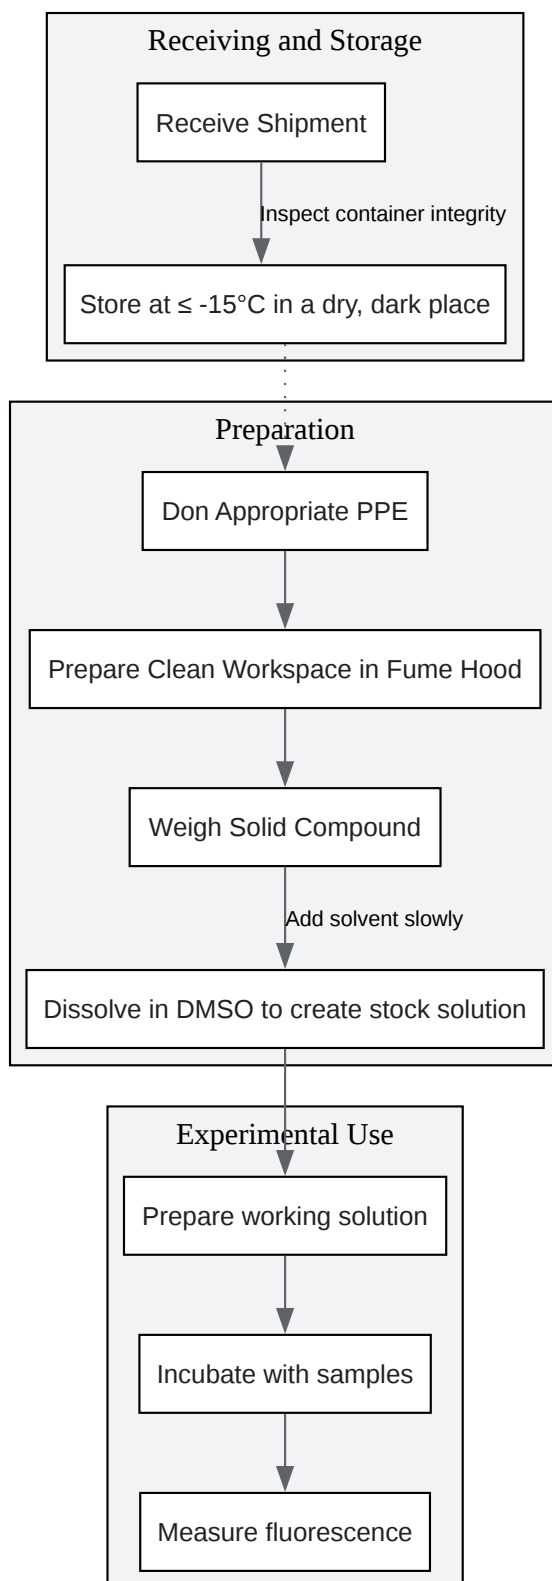 Receiving and Storage
Receive Shipment
Inspect container integrity
Store at ≤ -15°C in a dry, dark place
Preparation
Don Appropriate PPE
Prepare Clean Workspace in Fume Hood
Weigh Solid Compound
Add solvent slowly
Dissolve in DMSO to create stock solution
Experimental Use
Prepare working solution
Incubate with samples
Measure fluorescence